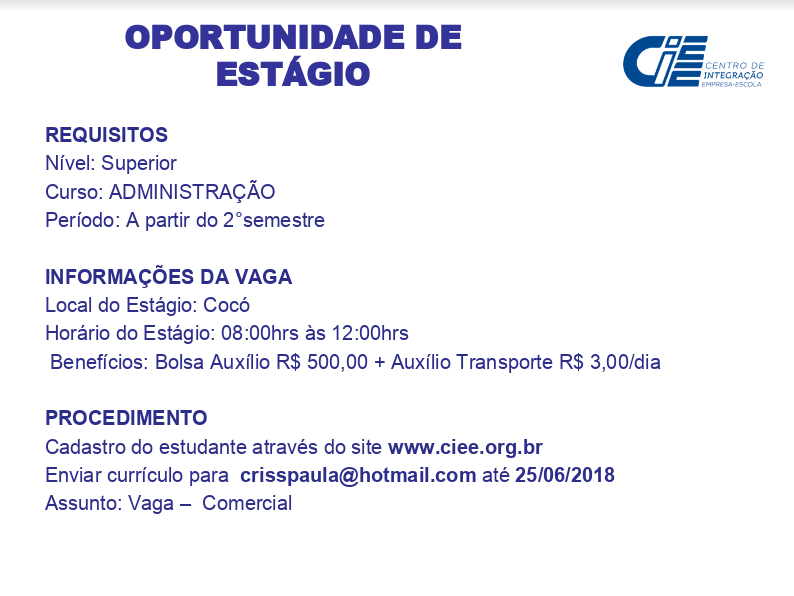 OPORTUNIDADE DE
ESTÁGIO
CIEE
CENTRO DE
INTEGRAÇÃO
EMPRESA-ESCOLA
REQUISITOS
Nível: Superior
Curso: ADMINISTRAÇÃO
Período: A partir do 2°semestre
INFORMAÇÕES DA VAGA
Local do Estágio: Cocó
Horário do Estágio: 08:00hrs às 12:00hrs
Benefícios: Bolsa Auxílio R$ 500,00 + Auxílio Transporte R$ 3,00/dia
PROCEDIMENTO
Cadastro do estudante através do site www.ciee.org.br
Enviar currículo para  crisspaula@hotmail.com até 25/06/2018
Assunto: Vaga –  Comercial